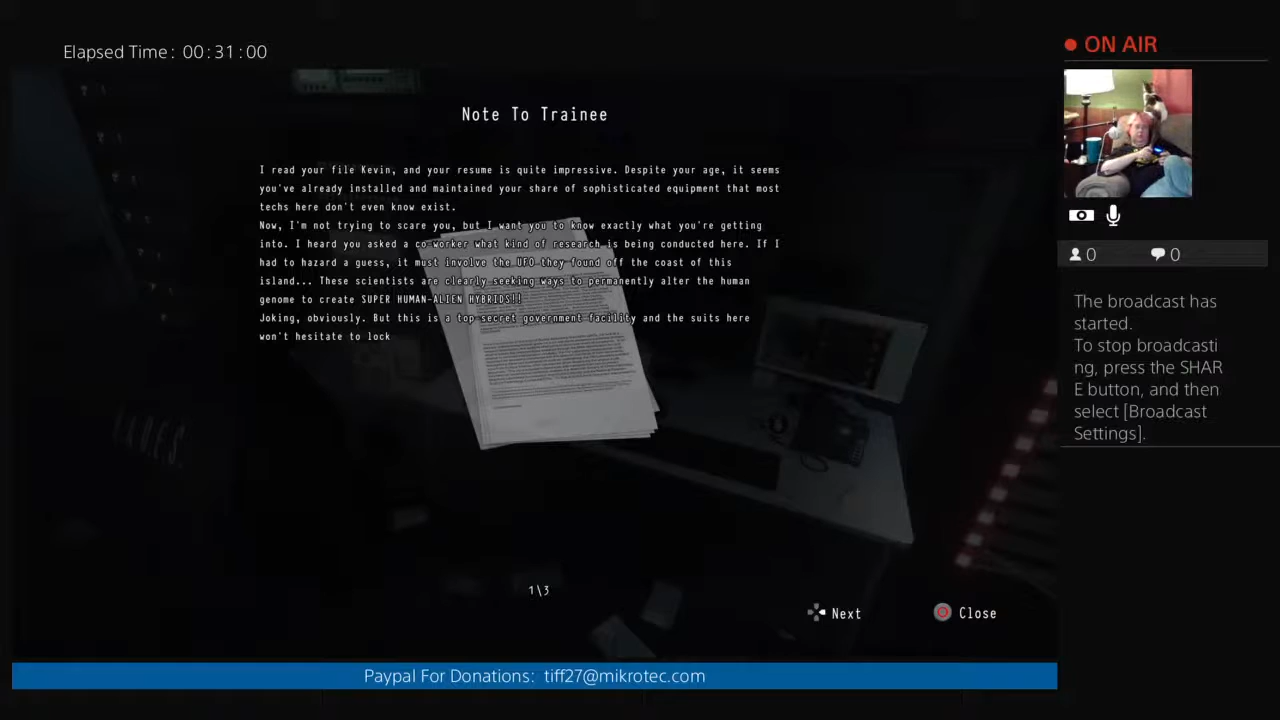 Elapsed Time: 00:31:00
ON AIR
Note To Trainee
I read your file Kevin, and your resume is quite impressive. Despite your age, it seems
you've already installed and maintained your share of sophisticated equipment that most
techs here don't even know exist.
Now, I'm not trying to scare you, but I want you to know exactly what you're getting
into. I heard you asked a co-worker what kind of research is being conducted here. If I
had to hazard a guess, it must involve the UFO they found off the coast of this
island... These scientists are clearly seeking ways to permanently alter the human
genome to create SUPER HUMAN-ALIEN HYBRIDS!!
Joking, obviously. But this is a top-secret government facility and the suits here
won't hesitate to lock
1\3
Next
Close
0
0
The broadcast has
started.
To stop broadcasti
ng, press the SHAR
E button, and then
select [Broadcast
Settings].
Paypal For Donations: tiff27@mikrotec.com